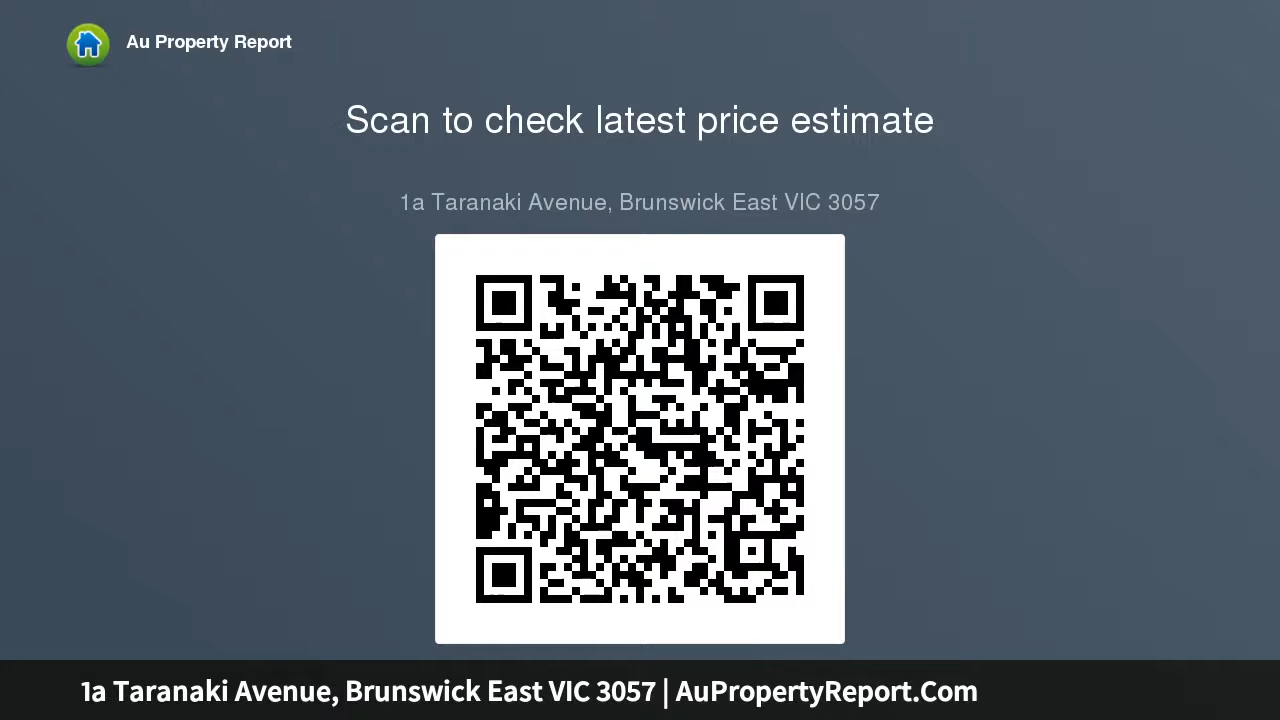 Au Property Report
Scan to check latest price estimate
1a Taranaki Avenue, Brunswick East VIC 3057
1a Taranaki Avenue, Brunswick East VIC 3057 | AuPropertyReport.Com